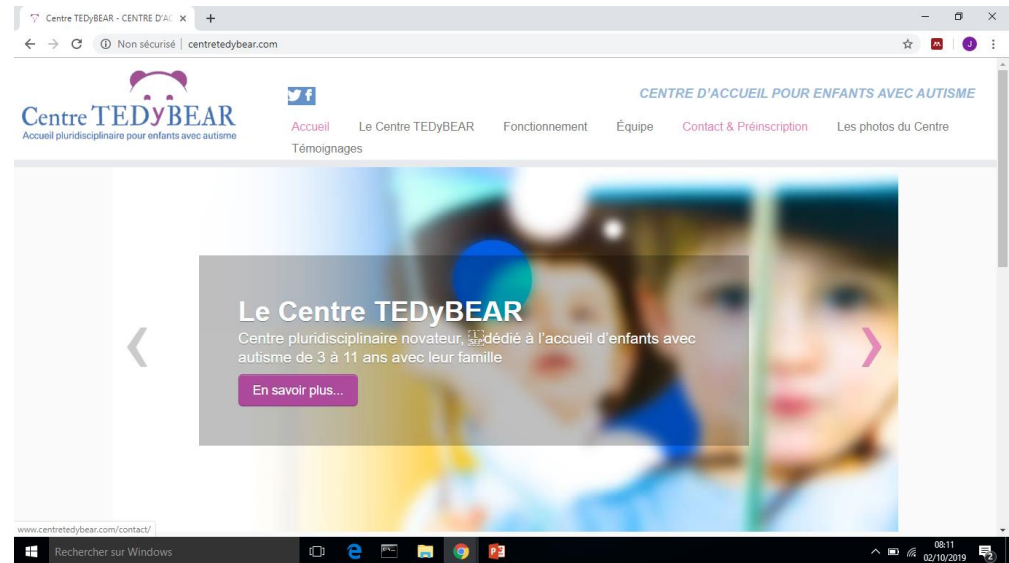 Centre TEDyBEAR - CENTRE D'AC
Non sécurisé | centretedybear.com
Centre TEDYBEAR
Accueil pluridisciplinaire pour enfants avec autisme
CENTRE D'ACCUEIL POUR ENFANTS AVEC AUTISME
Accueil Le Centre TEDyBEAR Fonctionnement Équipe Contact & Préinscription Les photos du Centre
Témoignages
Le Centre TEDyBEAR
Centre pluridisciplinaire novateur, dédié à l'accueil d'enfants avec
autisme de 3 à 11 ans avec leur famille
En savoir plus...
www.centretedybear.com/contact/
Rechercher sur Windows
08:11
02/10/2019